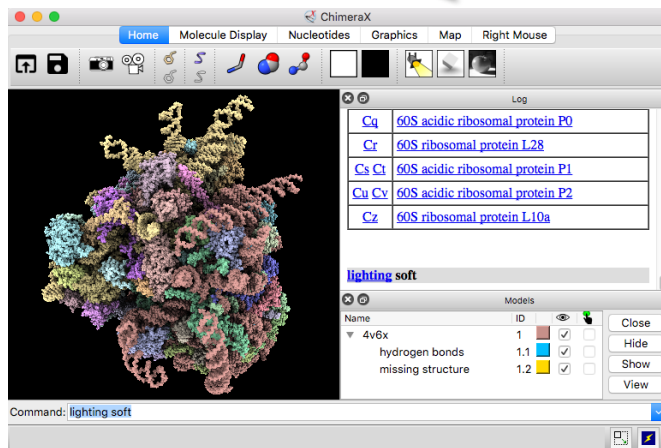 ChimeraX
Home Molecule Display Nucleotides Graphics Map Right Mouse
Log
Cq 60S acidic ribosomal protein P0
Cr 60S ribosomal protein L28
Cs Ct 60S acidic ribosomal protein P1
Cu Cv 60S acidic ribosomal protein P2
Cz 60S ribosomal protein L10a
lighting soft
Models
Name ID
4v6x 1
hydrogen bonds 1.1
missing structure 1.2
Close
Hide
Show
View
Command: lighting soft